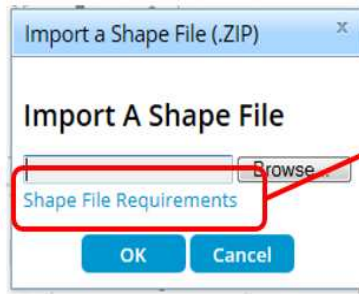 Import a Shape File (.ZIP) x
Import A Shape File
Browse...
Shape File Requirements
OK Cancel